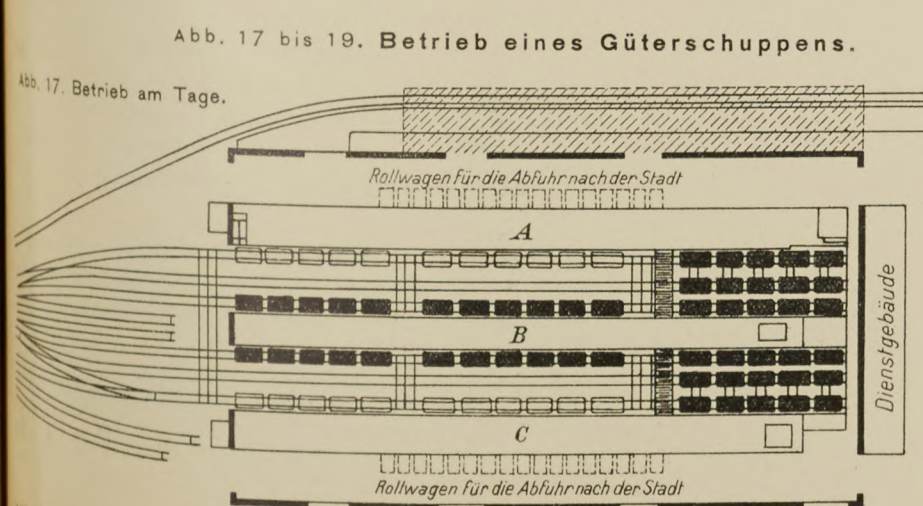 Abb. 17 bis 19. Betrieb eines Güterschuppens.
Abb. 17. Betrieb am Tage.
Rollwagen für die Abfuhr nach der Stadt
A
B
Dienstgebäude
C
Rollwagen für die Abfuhr nach der Stadt